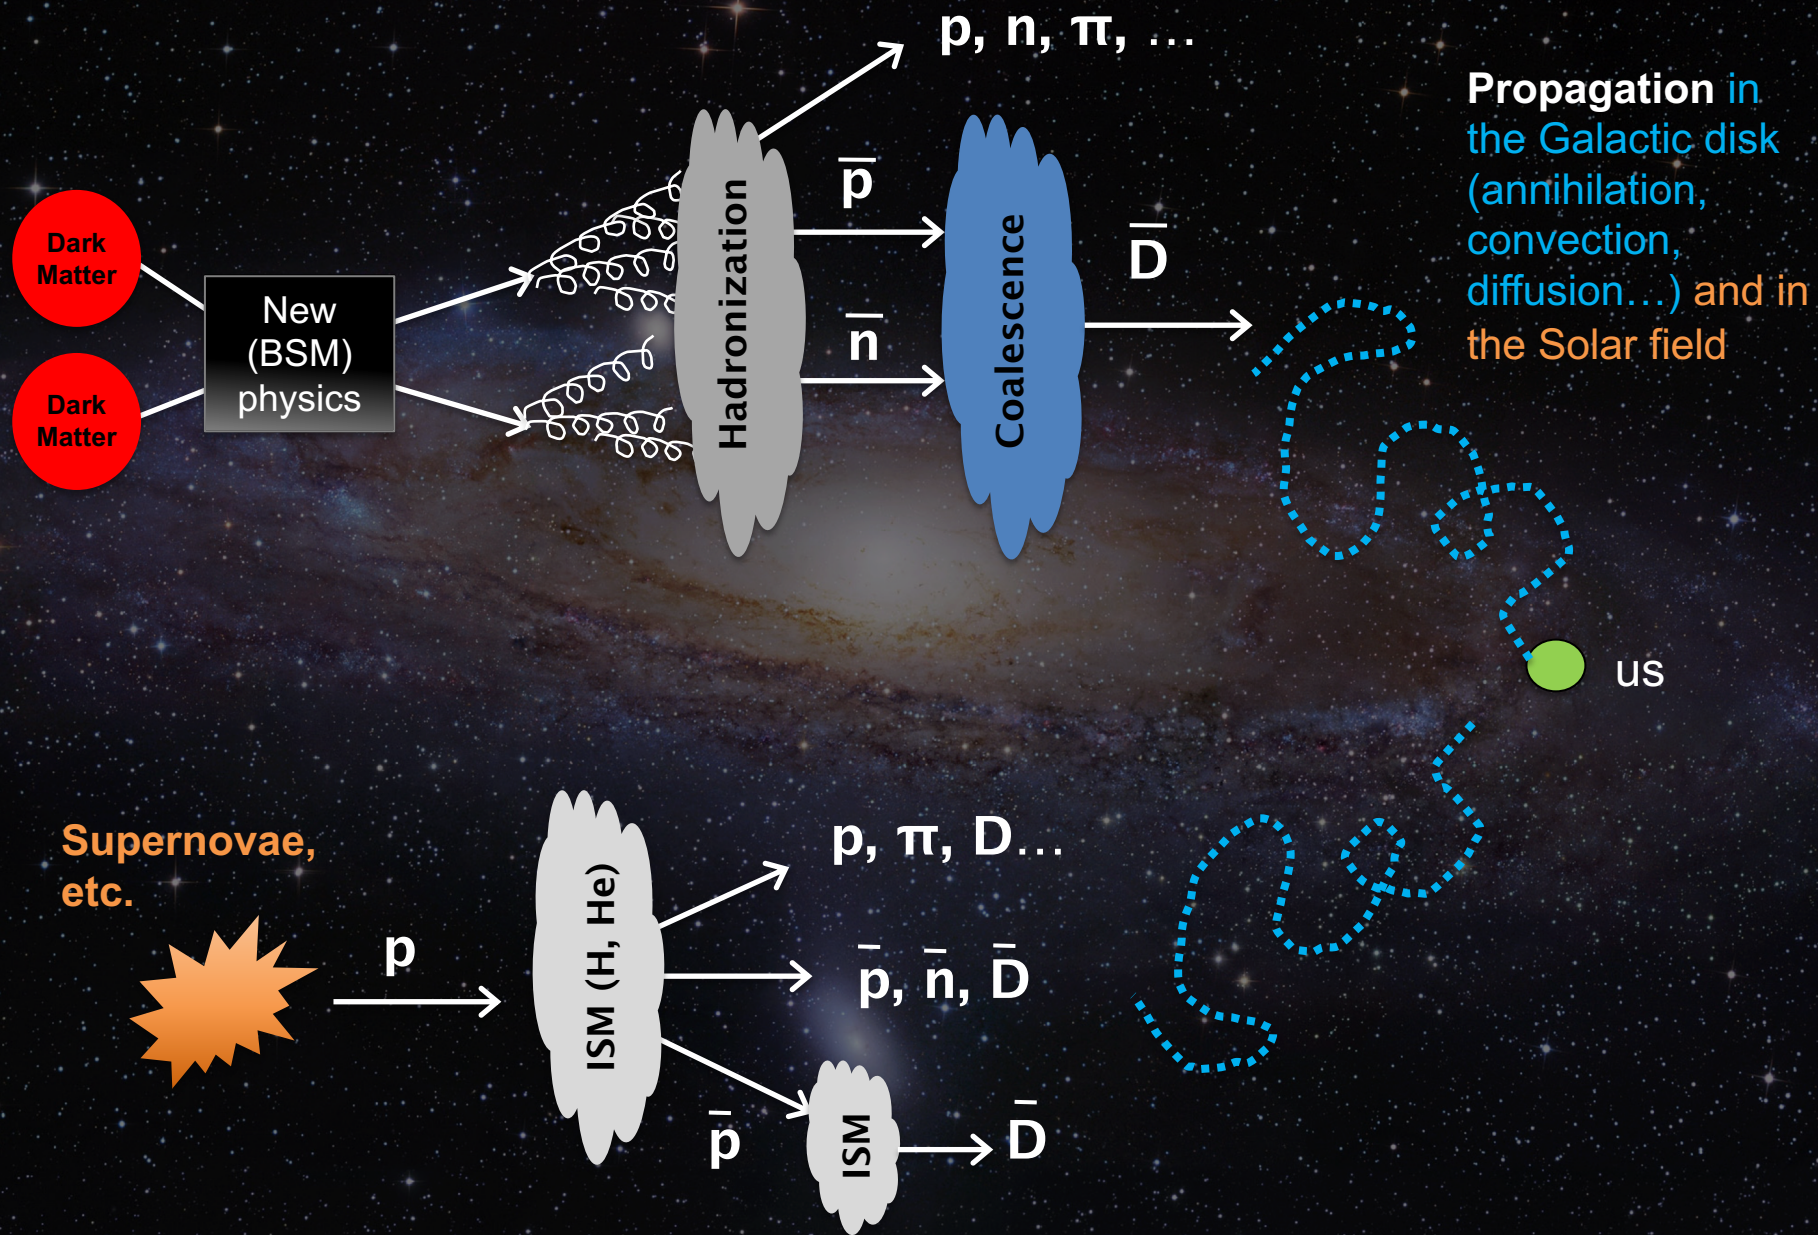 p, n, π, …
Propagation in
the Galactic disk
(annihilation,
convection,
diffusion…) and in
the Solar field
Dark
Matter
New
(BSM)
physics
Dark
Matter
Hadronization
p̅
n̅
Coalescence
D̅
us
Supernovae,
etc.
p
ISM (H, He)
p, π, D…
p̅, n̅, D̅
p̅
ISM
D̅